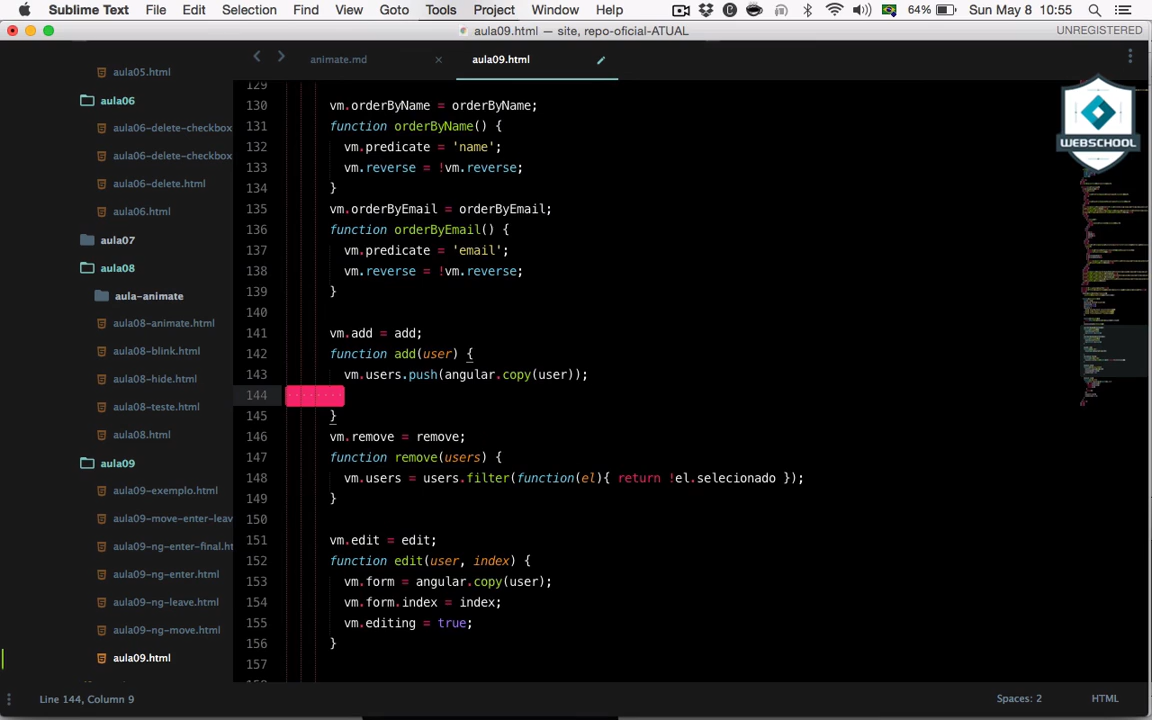 Sublime Text File Edit Selection Find View Goto Tools Project Window Help 64% Sun May 8 10:55
aula09.html — site, repo-oficial-ATUAL UNREGISTERED
animate.md × aula09.html
WEBSCHOOL
aula05.html
aula06
aula06-delete-checkbox
aula06-delete-checkbox
aula06-delete.html
aula06.html
aula07
aula08
aula-animate
aula08-animate.html
aula08-blink.html
aula08-hide.html
aula08-teste.html
aula08.html
aula09
aula09-exemplo.html
aula09-move-enter-leav
aula09-ng-enter-final.ht
aula09-ng-enter.html
aula09-ng-leave.html
aula09-ng-move.html
aula09.html
129
130 vm.orderByName = orderByName;
131 function orderByName() {
132 vm.predicate = 'name';
133 vm.reverse = !vm.reverse;
134 }
135 vm.orderByEmail = orderByEmail;
136 function orderByEmail() {
137 vm.predicate = 'email';
138 vm.reverse = !vm.reverse;
139 }
140
141 vm.add = add;
142 function add(user) {
143 vm.users.push(angular.copy(user));
144
145 }
146 vm.remove = remove;
147 function remove(users) {
148 vm.users = users.filter(function(el){ return !el.selecionado });
149 }
150
151 vm.edit = edit;
152 function edit(user, index) {
153 vm.form = angular.copy(user);
154 vm.form.index = index;
155 vm.editing = true;
156 }
157
Line 144, Column 9 Spaces: 2 HTML